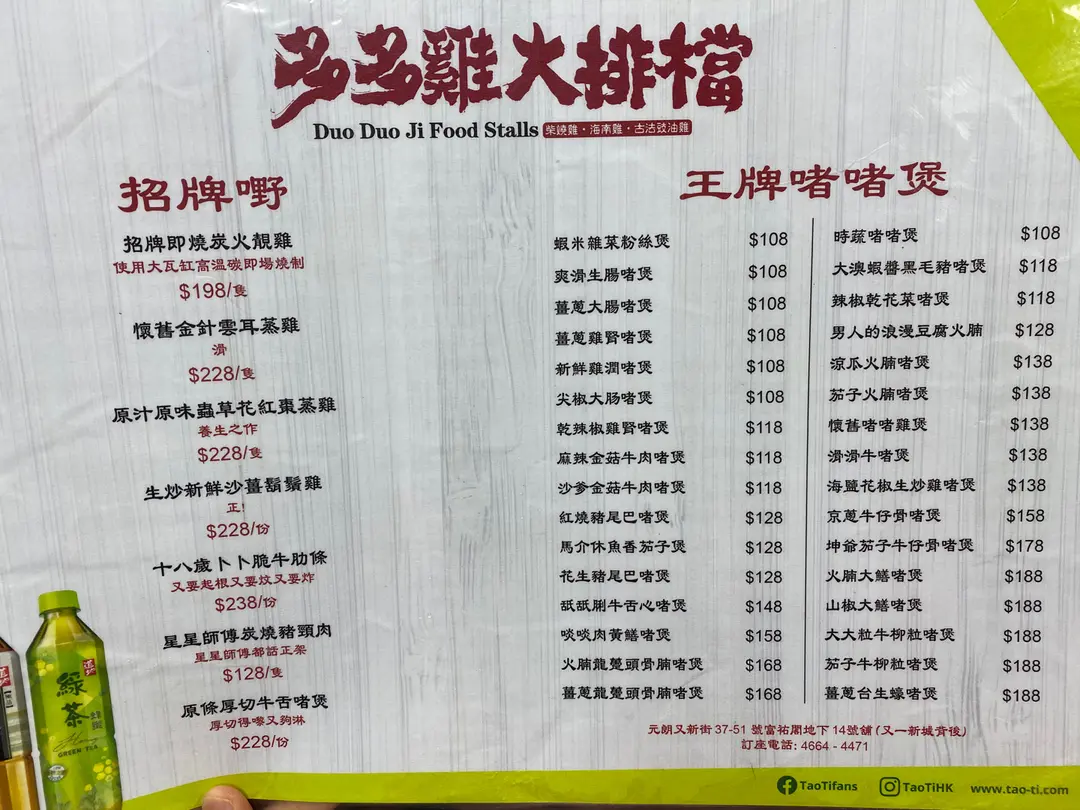 多多雞大排檔
Duo Duo Ji Food Stalls 柴燒雞・海南雞・古法豉油雞
招牌嘢
招牌即燒炭火靚雞
使用大瓦缸高溫碳即場燒制
$198/隻
懷舊金針雲耳蒸雞
滑
$228/隻
原汁原味蟲草花紅棗蒸雞
養生之作
$228/隻
生炒新鮮沙薑鬍鬚雞
正!
$228/份
十八歲卜卜脆牛肋條
又要起根又要炆又要炸
$238/份
星星師傅炭燒豬頸肉
星星師傅都話正架
$128/隻
原條厚切牛舌啫煲
厚切得嚟又夠淋
$228/份
王牌啫啫煲
蝦米雜菜粉絲煲 $108
爽滑生腸啫煲 $108
薑蔥大腸啫煲 $108
薑蔥雞腎啫煲 $108
新鮮雞潤啫煲 $108
尖椒大肠啫煲 $108
乾辣椒雞腎啫煲 $118
麻辣金菇牛肉啫煲 $118
沙爹金菇牛肉啫煲 $118
紅燒豬尾巴啫煲 $128
馬介休魚香茄子煲 $128
花生豬尾巴啫煲 $128
舐舐脷牛舌心啫煲 $148
啖啖肉黃鱔啫煲 $158
火腩龍躉頭骨腩啫煲 $168
薑蔥龍躉頭骨腩啫煲 $168
時蔬啫啫煲 $108
大澳蝦醬黑毛豬啫煲 $118
辣椒乾花菜啫煲 $118
男人的浪漫豆腐火腩 $128
涼瓜火腩啫煲 $138
茄子火腩啫煲 $138
懷舊啫啫雞煲 $138
滑滑牛啫煲 $138
海鹽花椒生炒雞啫煲 $138
京蔥牛仔骨啫煲 $158
坤爺茄子牛仔骨啫煲 $178
火腩大鱔啫煲 $188
山椒大鱔啫煲 $188
大大粒牛柳粒啫煲 $188
茄子牛柳粒啫煲 $188
薑蔥台生蠔啫煲 $188
元朗又新街 37-51 號富祐閣地下 14號舖 (又一新城背後)
訂座電話: 4664 - 4471
道地
綠茶
蜂蜜
Honey
GREEN TEA
TaoTifans TaoTiHK www.tao-ti.com